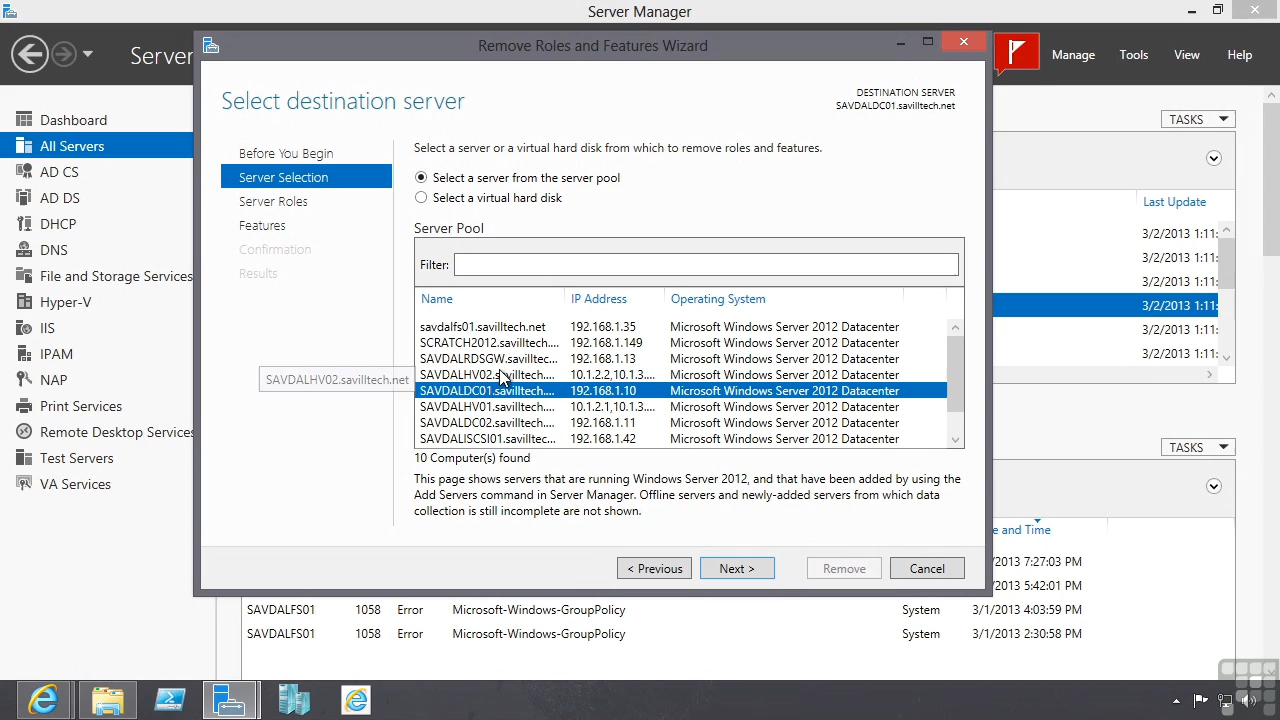 Server Manager
Server
Manage
Tools
View
Help
Dashboard
All Servers
AD CS
AD DS
DHCP
DNS
File and Storage Services
Hyper-V
IIS
IPAM
NAP
Print Services
Remote Desktop Services
Test Servers
VA Services
Remove Roles and Features Wizard
Select destination server
DESTINATION SERVER
SAVDALDC01.savilltech.net
Before You Begin
Server Selection
Server Roles
Features
Confirmation
Results
Select a server or a virtual hard disk from which to remove roles and features.
Select a server from the server pool
Select a virtual hard disk
Server Pool
Filter:
Name IP Address Operating System
savdalfs01.savilltech.net 192.168.1.35 Microsoft Windows Server 2012 Datacenter
SCRATCH2012.savilltech.... 192.168.1.149 Microsoft Windows Server 2012 Datacenter
SAVDALRDSGW.savilltec... 192.168.1.13 Microsoft Windows Server 2012 Datacenter
SAVDALHV02.savilltech.... 10.1.2.2,10.1.3.... Microsoft Windows Server 2012 Datacenter
SAVDALDC01.savilltech.... 192.168.1.10 Microsoft Windows Server 2012 Datacenter
SAVDALHV01.savilltech.... 10.1.2.1,10.1.3.... Microsoft Windows Server 2012 Datacenter
SAVDALDC02.savilltech.... 192.168.1.11 Microsoft Windows Server 2012 Datacenter
SAVDALISCSI01.savilltec... 192.168.1.42 Microsoft Windows Server 2012 Datacenter
SAVDALHV02.savilltech.net
10 Computer(s) found
This page shows servers that are running Windows Server 2012, and that have been added by using the
Add Servers command in Server Manager. Offline servers and newly-added servers from which data
collection is still incomplete are not shown.
< Previous
Next >
Remove
Cancel
TASKS
Last Update
3/2/2013 1:11:
3/2/2013 1:11:
3/2/2013 1:11:
3/2/2013 1:11:
3/2/2013 1:11:
3/2/2013 1:11:
TASKS
e and Time
2013 7:27:03 PM
2013 5:42:01 PM
SAVDALFS01 1058 Error Microsoft-Windows-GroupPolicy System 3/1/2013 4:03:59 PM
SAVDALFS01 1058 Error Microsoft-Windows-GroupPolicy System 3/1/2013 2:30:58 PM